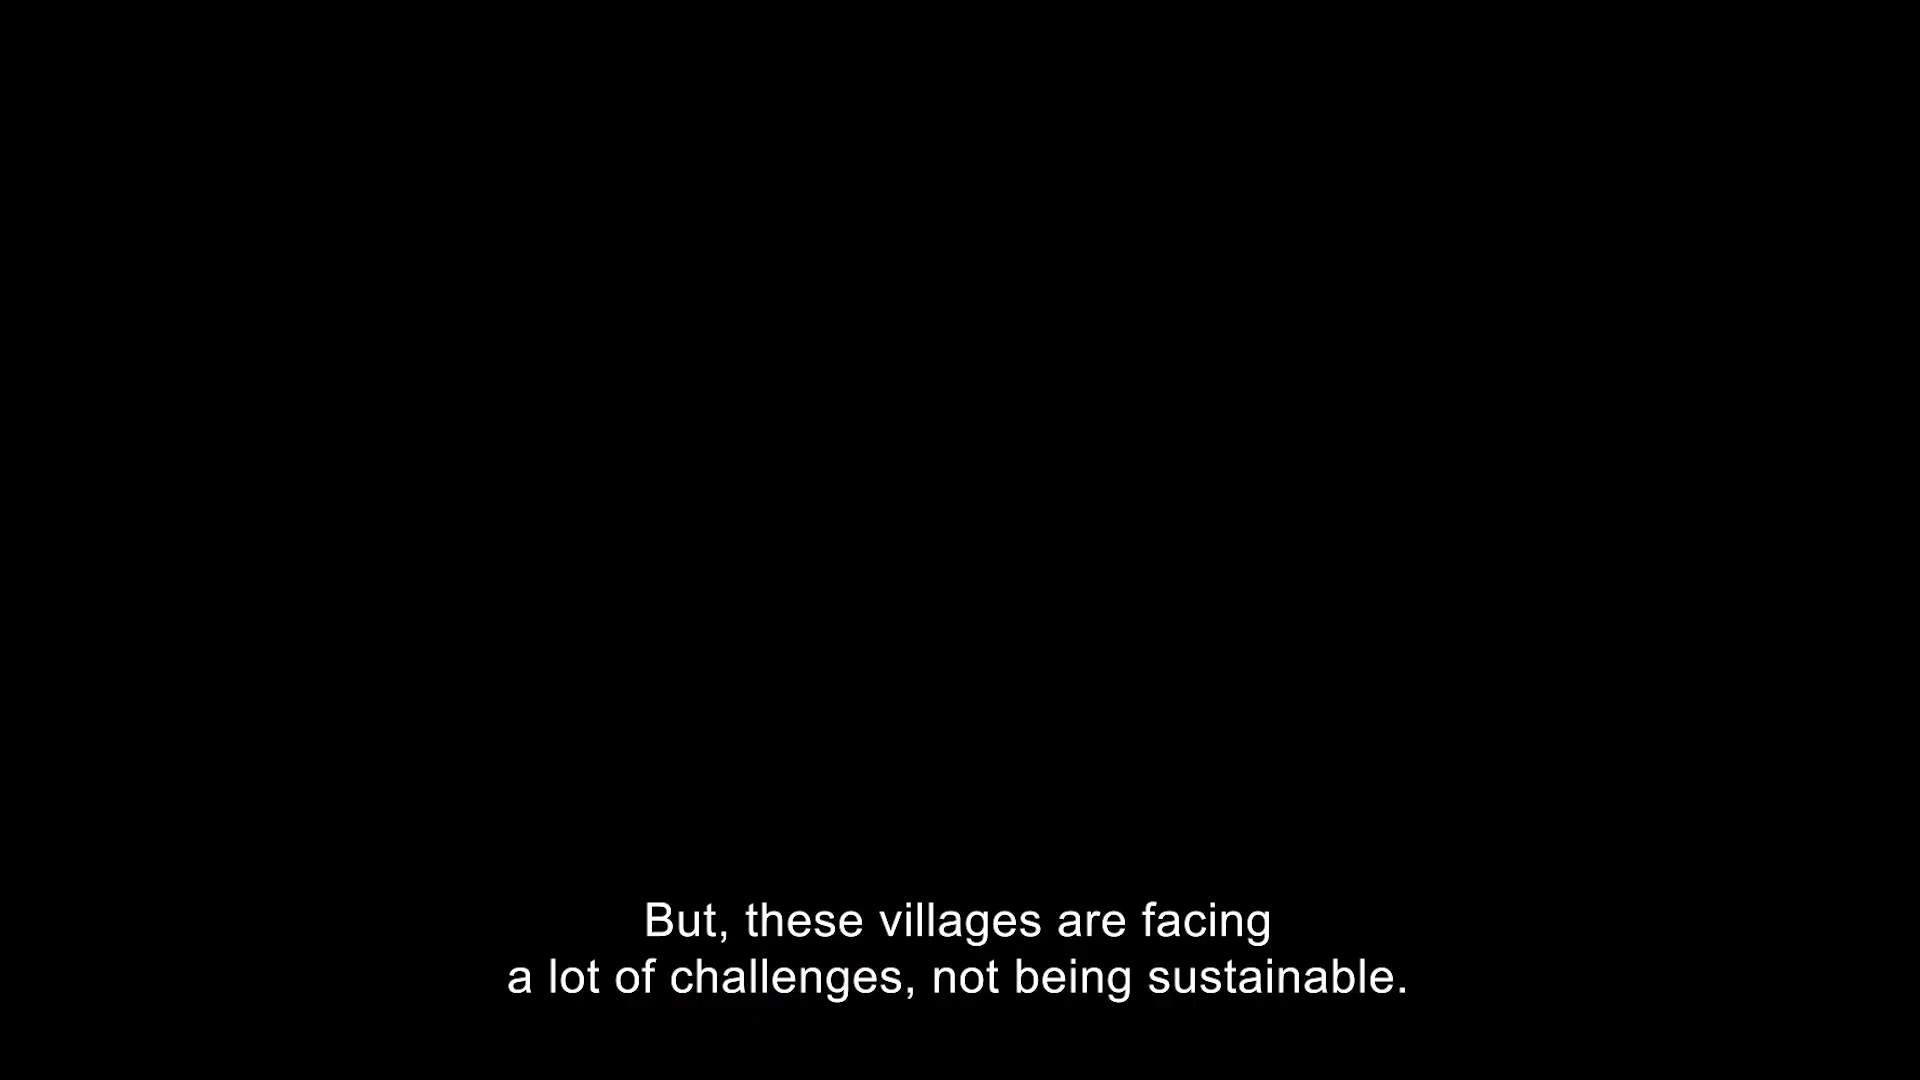 But, these villages are facing
a lot of challenges, not being sustainable.